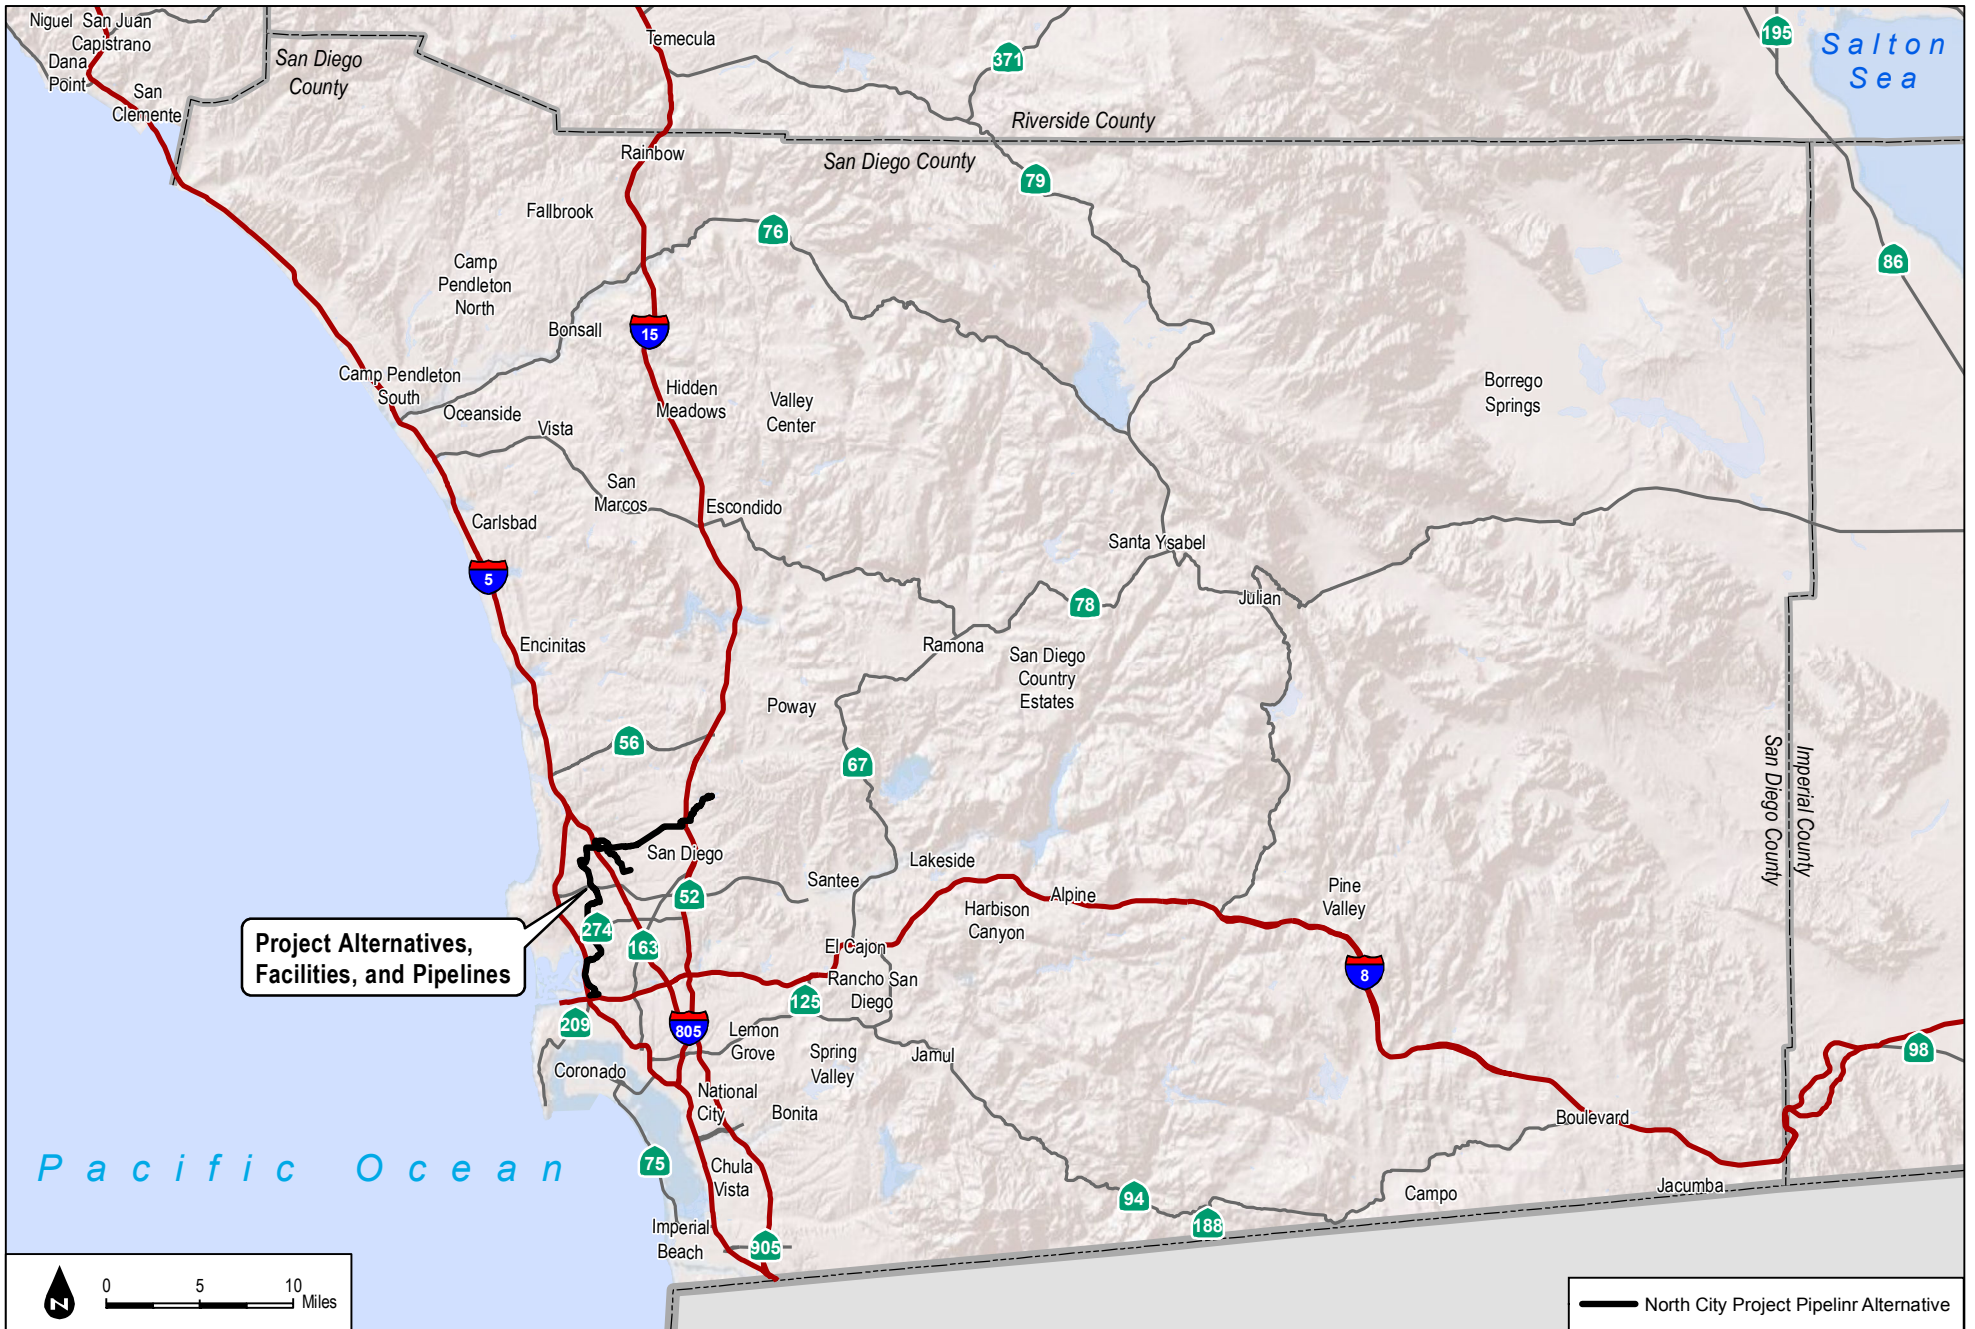 Niguel
San Juan
Capistrano
Dana
Point
San
Clemente
San Diego
County
Temecula
371
195
Salton
Sea
Riverside County
San Diego County
Rainbow
79
Fallbrook
76
86
Camp
Pendleton
North
Bonsall
15
Camp Pendleton
South
Hidden
Meadows
Valley
Center
Borrego
Springs
Oceanside
Vista
San
Marcos
Escondido
Carlsbad
Santa Ysabel
5
78
Julian
Encinitas
Ramona
San Diego
Country
Estates
Poway
56
67
San Diego County
Imperial County
San Diego
Lakeside
Santee
52
Alpine
Pine
Valley
Harbison
Canyon
274
163
El Cajon
Project Alternatives,
Facilities, and Pipelines
8
Rancho San
Diego
125
209
805
Lemon
Grove
Spring
Valley
Jamul
98
Coronado
National
City
Bonita
Boulevard
Pacific Ocean
75
Chula
Vista
94
Campo
Jacumba
188
Imperial
Beach
905
N
0 5 10
Miles
North City Project Pipelinr Alternative